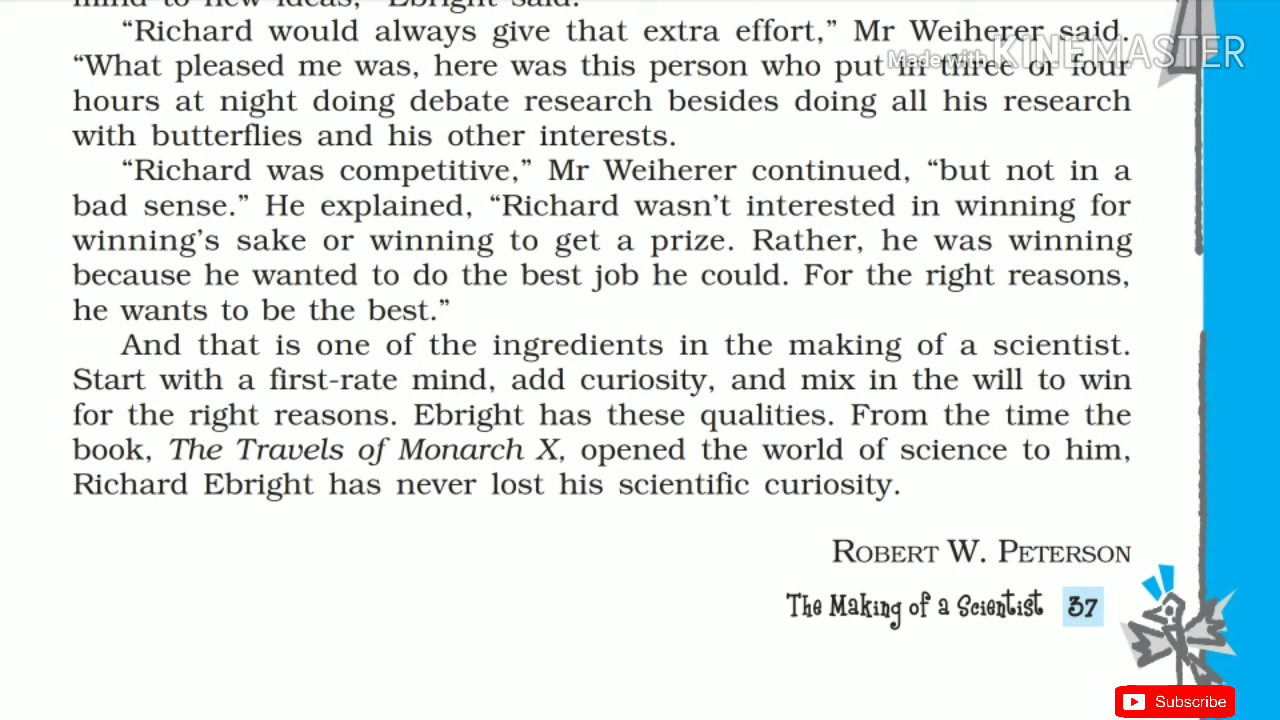 mind to new ideas,” Ebright said.
“Richard would always give that extra effort,” Mr Weiherer said.
“What pleased me was, here was this person who put in three or four
hours at night doing debate research besides doing all his research
with butterflies and his other interests.
“Richard was competitive,” Mr Weiherer continued, “but not in a
bad sense.” He explained, “Richard wasn’t interested in winning for
winning’s sake or winning to get a prize. Rather, he was winning
because he wanted to do the best job he could. For the right reasons,
he wants to be the best.”
And that is one of the ingredients in the making of a scientist.
Start with a first-rate mind, add curiosity, and mix in the will to win
for the right reasons. Ebright has these qualities. From the time the
book, The Travels of Monarch X, opened the world of science to him,
Richard Ebright has never lost his scientific curiosity.
ROBERT W. PETERSON
The Making of a Scientist 37
Made with KINEMASTER
Subscribe